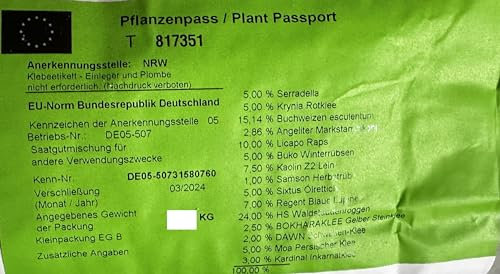 Pflanzenpass / Plant Passport
T 817351
Anerkennungsstelle: NRW
Klebeetikett - Einleger und Plombe
nicht erforderlich. (Nachdruck verboten)
EU-Norm Bundesrepublik Deutschland
Kennzeichen der Anerkennungsstelle 05
Betriebs-Nr.: DE05-507
Saatgutmischung für
andere Verwendungszwecke
Kenn-Nr. DE05-50731580760
Verschließung 03/2024
(Monat / Jahr)
Angegebenes Gewicht KG
der Packung
Kleinpackung EG B
Zusätzliche Angaben
5,00 % Serradella
5,00 % Krynia Rotklee
15,14 % Buchweizen esculentum
2,86 % Angeliter
10,00 % Licapo Raps
5,00 % Buko Winterrübsen
7,50 % Kaolin Z2 Lein
1,00 % Samson Herbstrüb
5,00 % Sixtus Ölrettich
7,00 % Regent Blaue Lupine
24,00 % HS Waldstaudenroggen
2,50 % BOKHARAKLEE Gelber Steinklee
2,00 % DAWN Schweden-Klee
5,00 % Moa Persischer Klee
3,00 % Kardinal Inkarnatklee
100,00 %